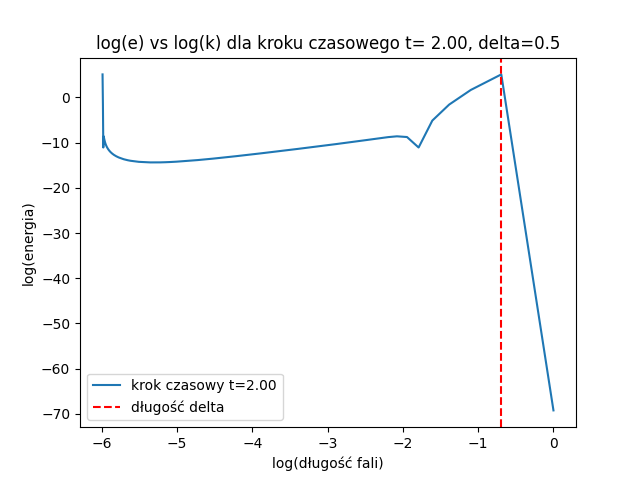 log(e) vs log(k) dla kroku czasowego t= 2.00, delta=0.5
log(energia)
0
−10
−20
−30
−40
−50
−60
−70
krok czasowy t=2.00
długość delta
−6 −5 −4 −3 −2 −1 0
log(długość fali)